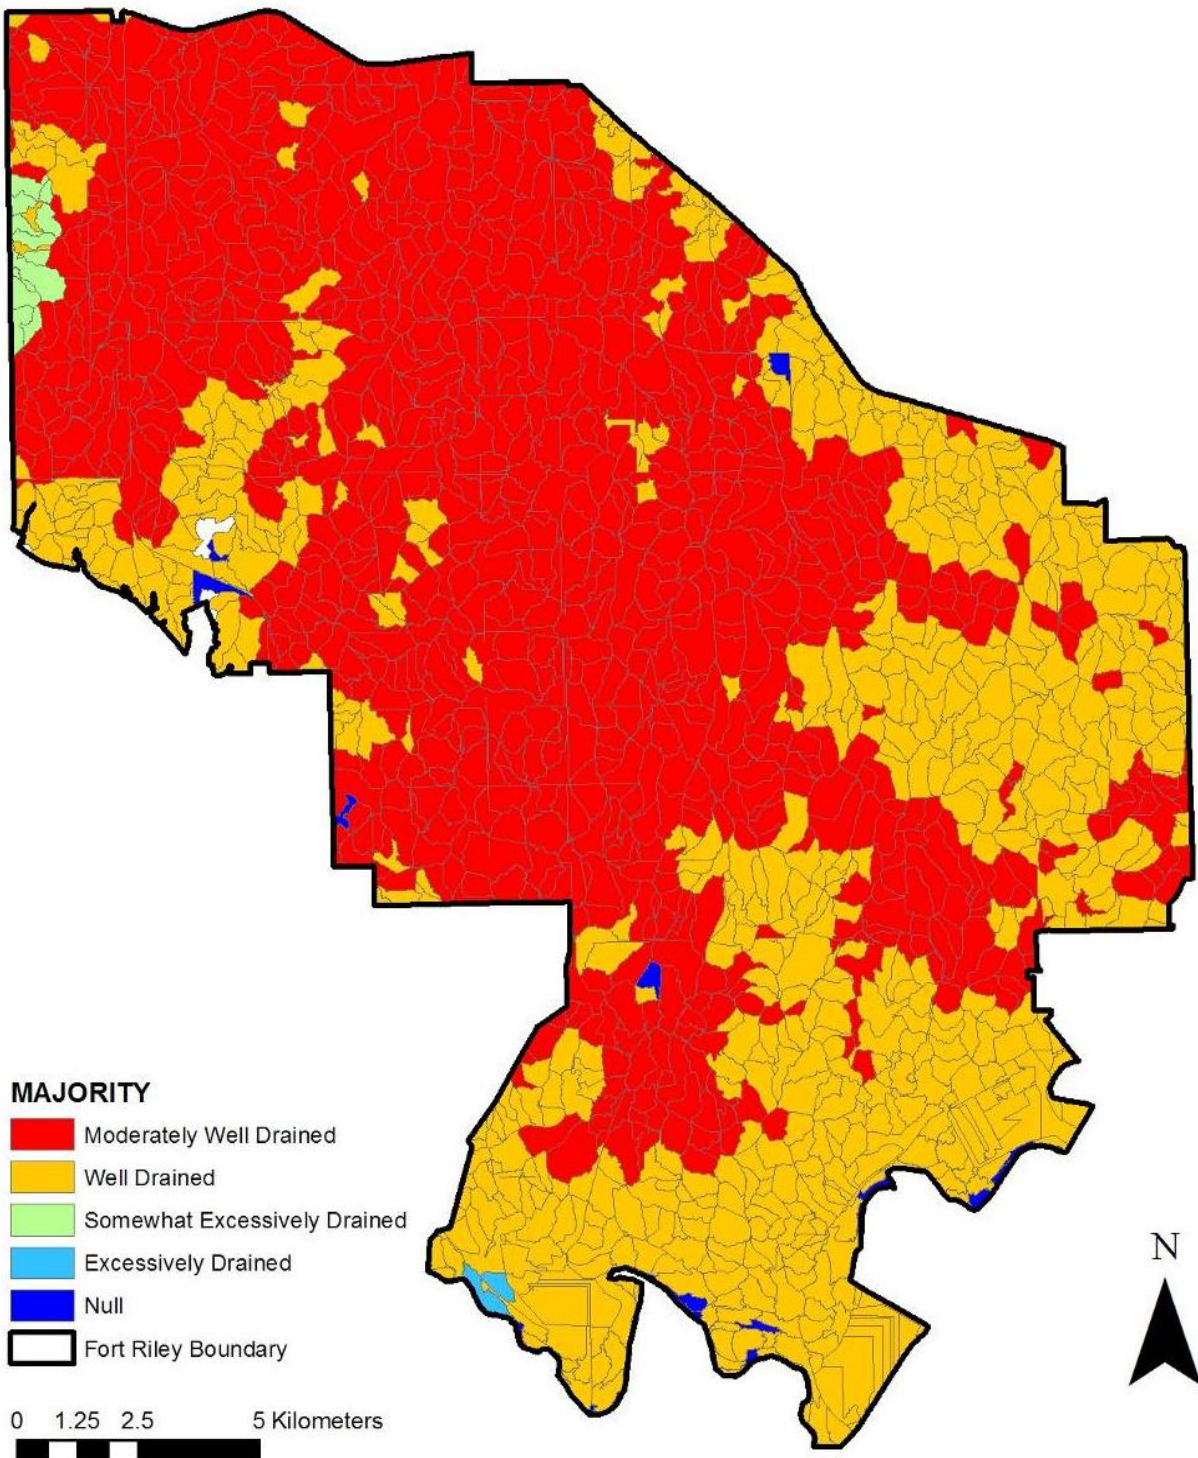 MAJORITY
Moderately Well Drained
Well Drained
Somewhat Excessively Drained
Excessively Drained
Null
Fort Riley Boundary
0 1.25 2.5 5 Kilometers
N